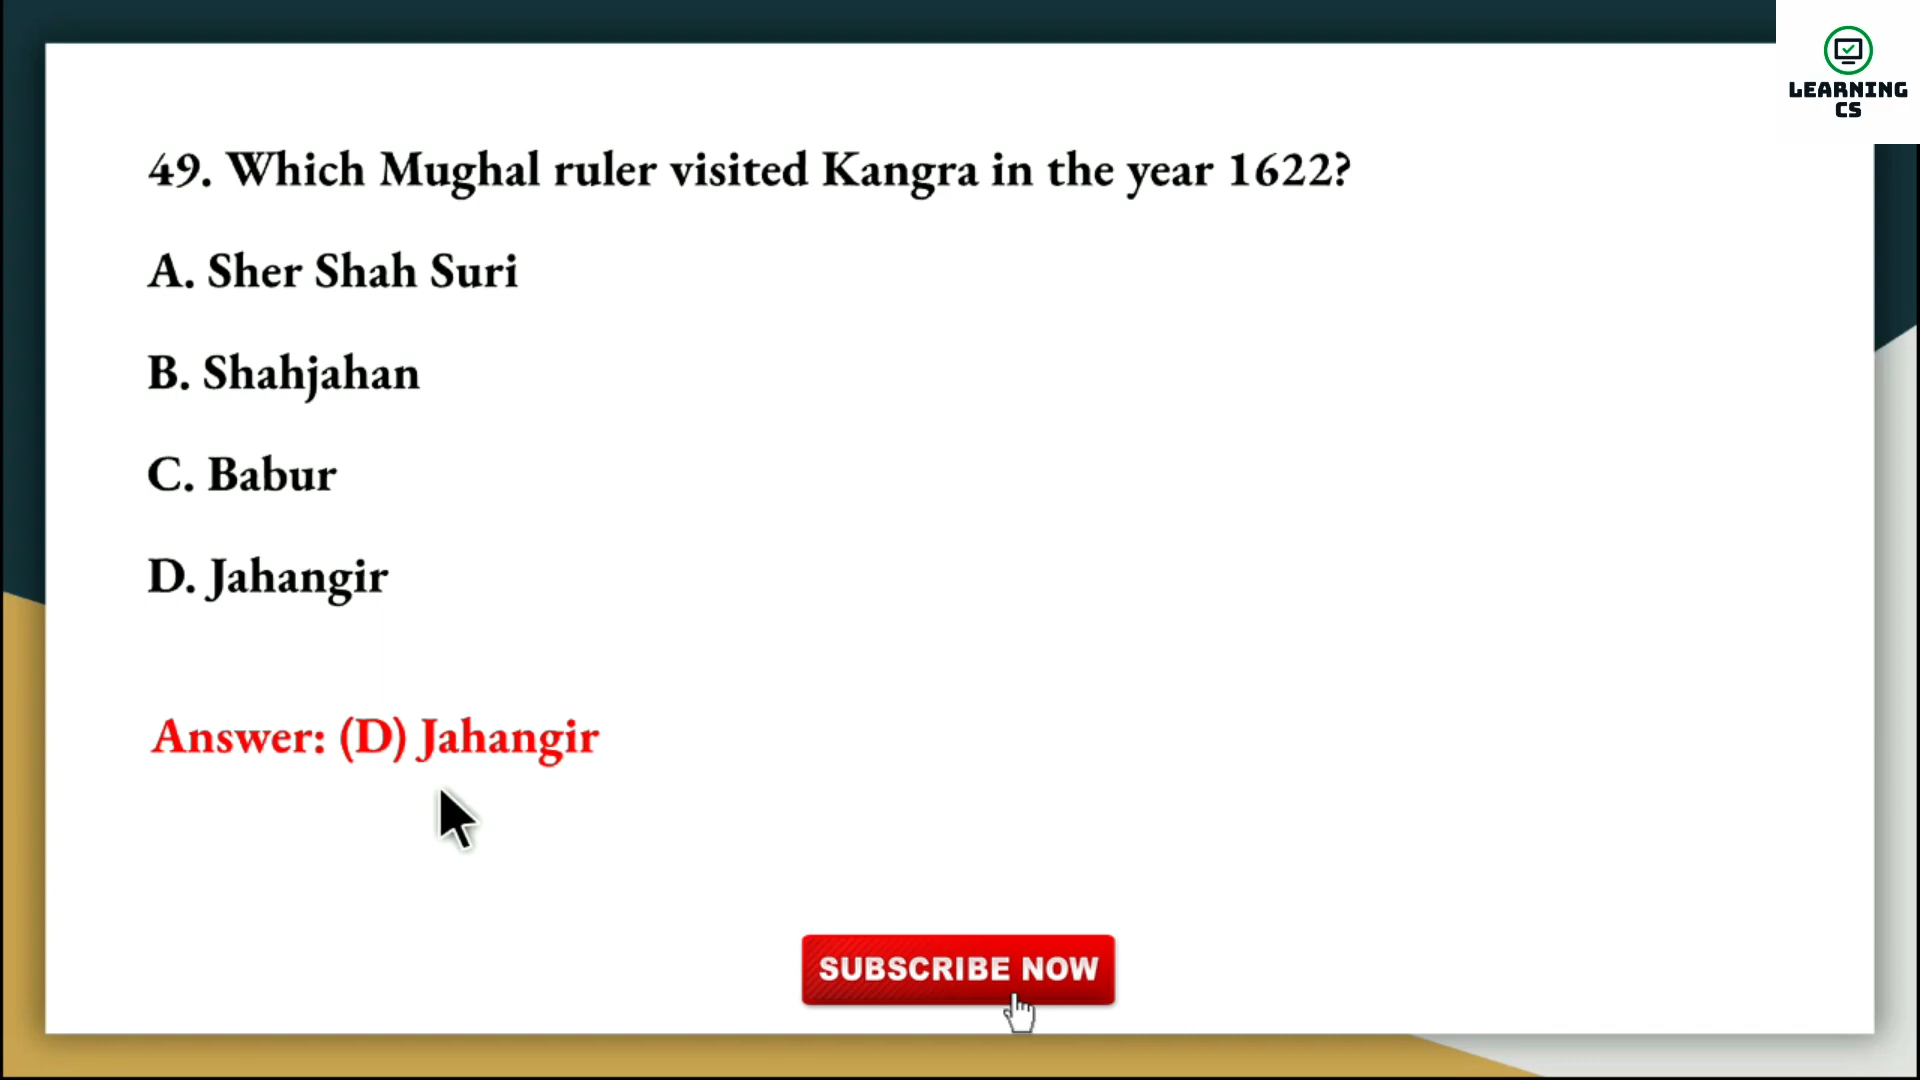 LEARNING
CS
49. Which Mughal ruler visited Kangra in the year 1622?
A. Sher Shah Suri
B. Shahjahan
C. Babur
D. Jahangir
Answer: (D) Jahangir
SUBSCRIBE NOW